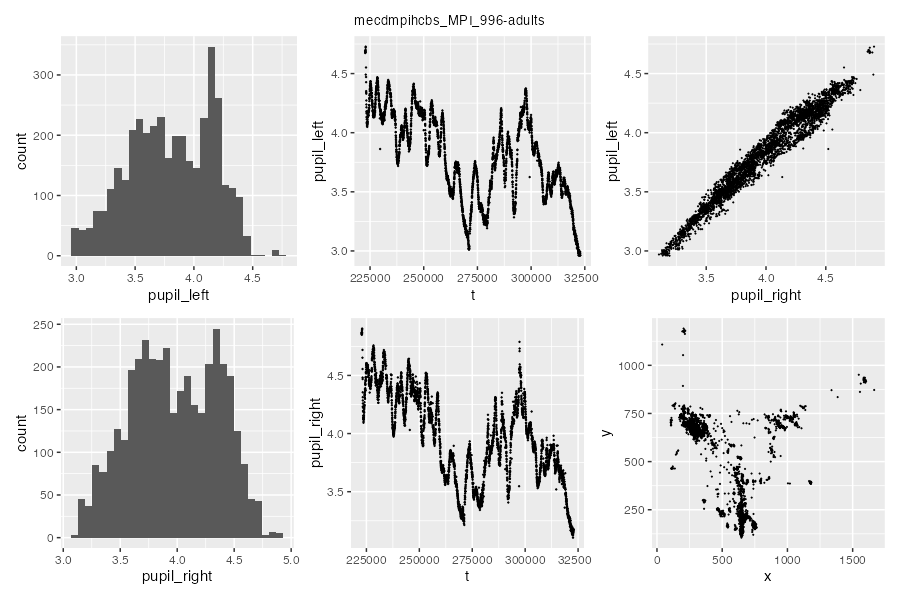 mecdmpihcbs_MPI_996-adults
300
200
100
0
count
3.0 3.5 4.0 4.5
pupil_left
4.5
4.0
3.5
3.0
pupil_left
225000 250000 275000 300000 325000
t
4.5
4.0
3.5
3.0
pupil_left
3.5 4.0 4.5
pupil_right
250
200
150
100
50
0
count
3.0 3.5 4.0 4.5 5.0
pupil_right
4.5
4.0
3.5
pupil_right
225000 250000 275000 300000 325000
t
1000
750
500
250
y
0 500 1000 1500
x